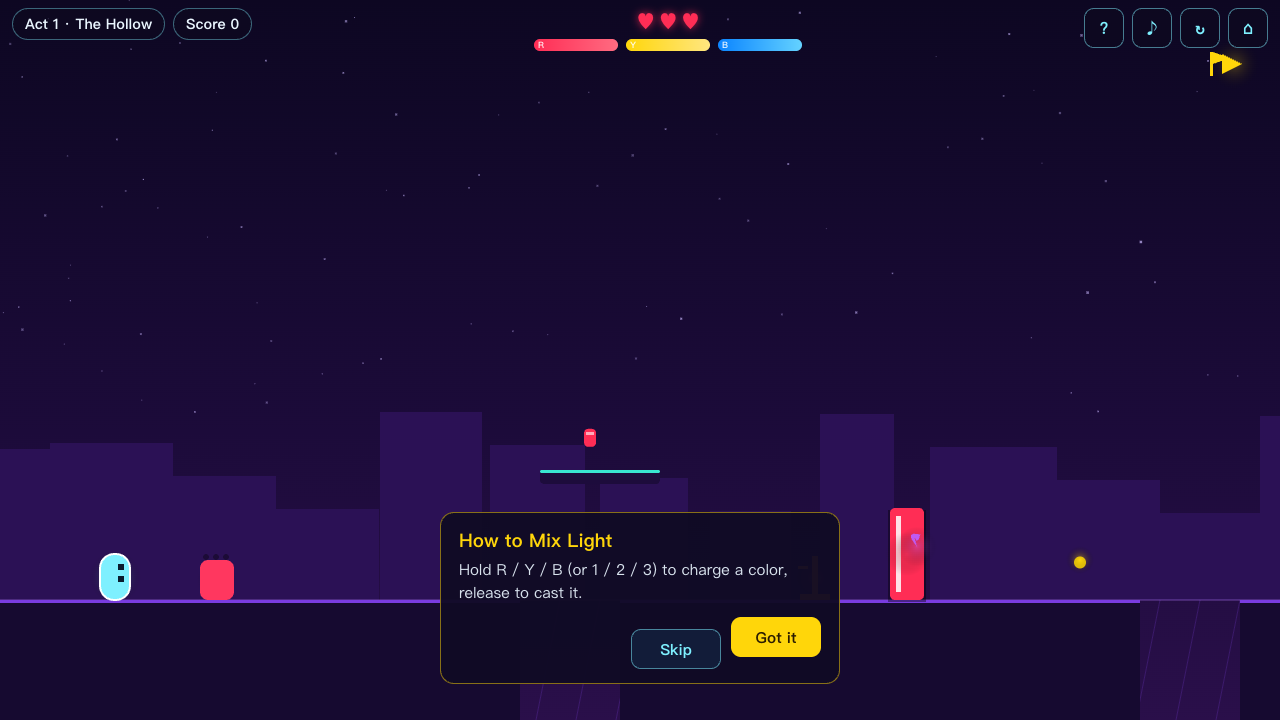 Act 1 · The Hollow
Score 0
R
Y
B
?
How to Mix Light
Hold R / Y / B (or 1 / 2 / 3) to charge a color,
release to cast it.
Skip
Got it